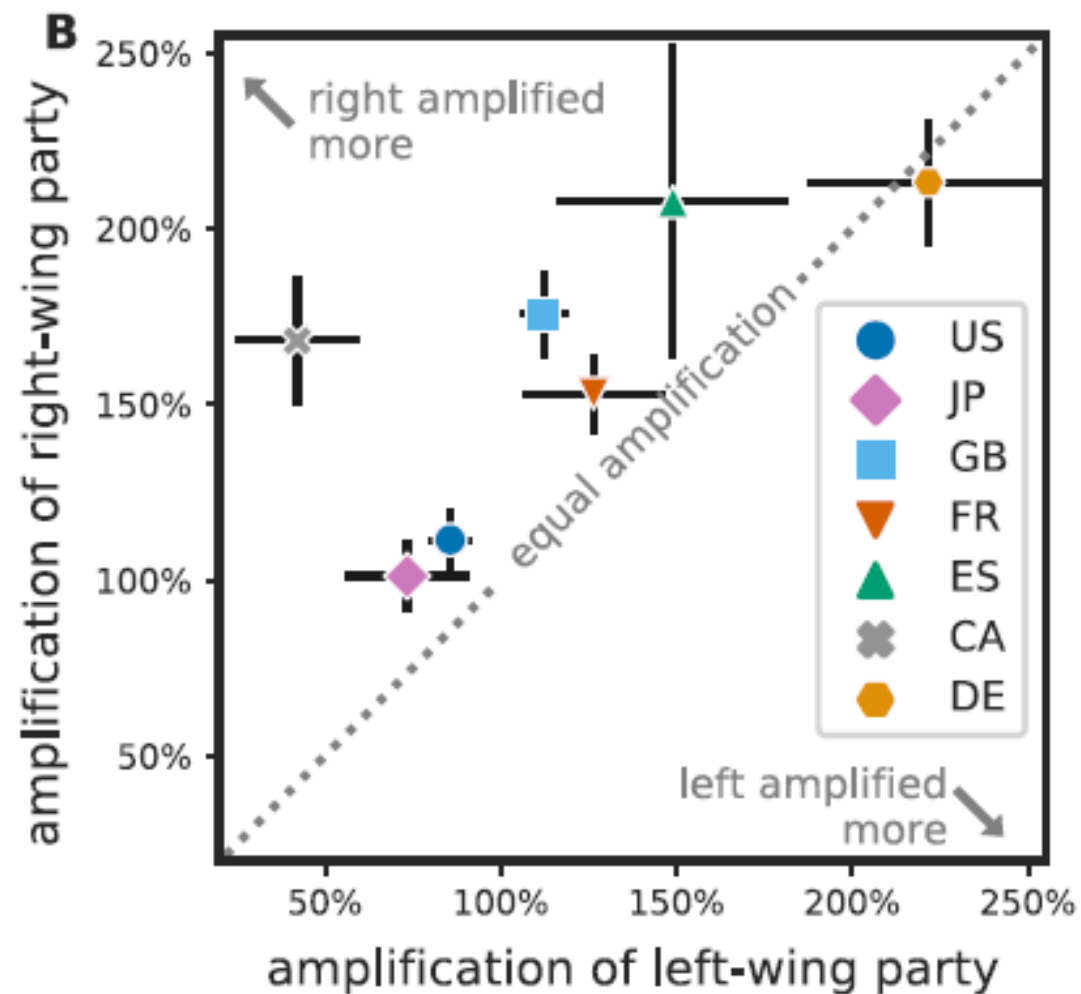 B
250%
200%
150%
100%
50%
amplification of right-wing party
right amplified
more
equal amplification
US
JP
GB
FR
ES
CA
DE
left amplified
more
50%
100%
150%
200%
250%
amplification of left-wing party